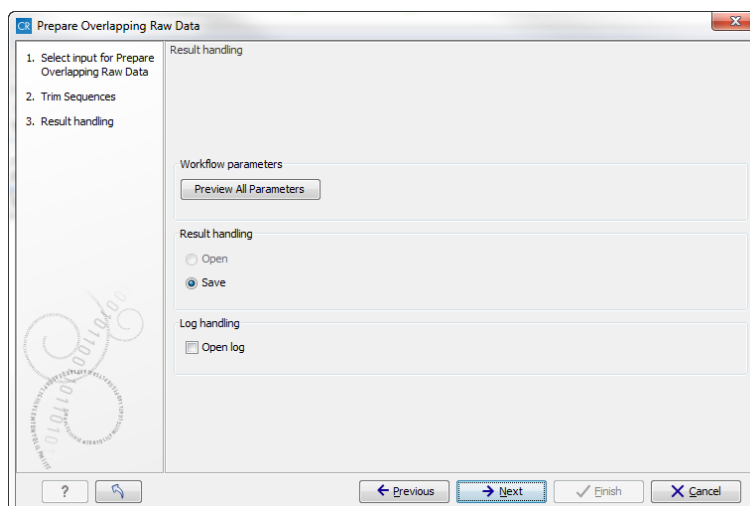 CR Prepare Overlapping Raw Data
1. Select input for Prepare
Overlapping Raw Data
2. Trim Sequences
3. Result handling
Result handling
Workflow parameters
Preview All Parameters
Result handling
Open
Save
Log handling
Open log
? Previous Next Finish Cancel